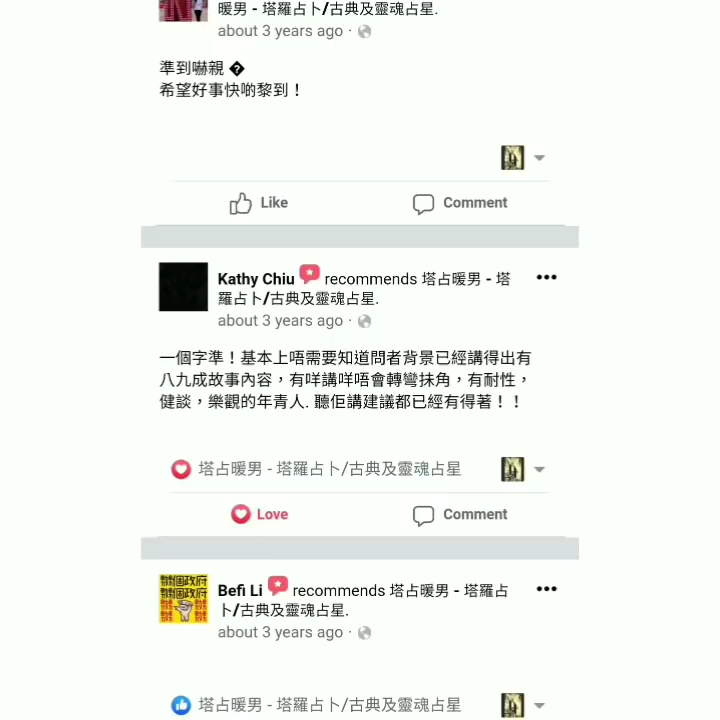 暖男 - 塔羅占卜/古典及靈魂占星.
about 3 years ago ·
準到嚇親 �
希望好事快啲黎到！
Like Comment
Kathy Chiu recommends 塔占暖男 - 塔
羅占卜/古典及靈魂占星.
about 3 years ago ·
一個字準！基本上唔需要知道問者背景已經講得出有
八九成故事內容，有咩講咩唔會轉彎抹角，有耐性，
健談，樂觀的年青人. 聽佢講建議都已經有得著！！
塔占暖男 - 塔羅占卜/古典及靈魂占星
Love Comment
Befi Li recommends 塔占暖男 - 塔羅占
卜/古典及靈魂占星.
about 3 years ago ·
塔占暖男 - 塔羅占卜/古典及靈魂占星